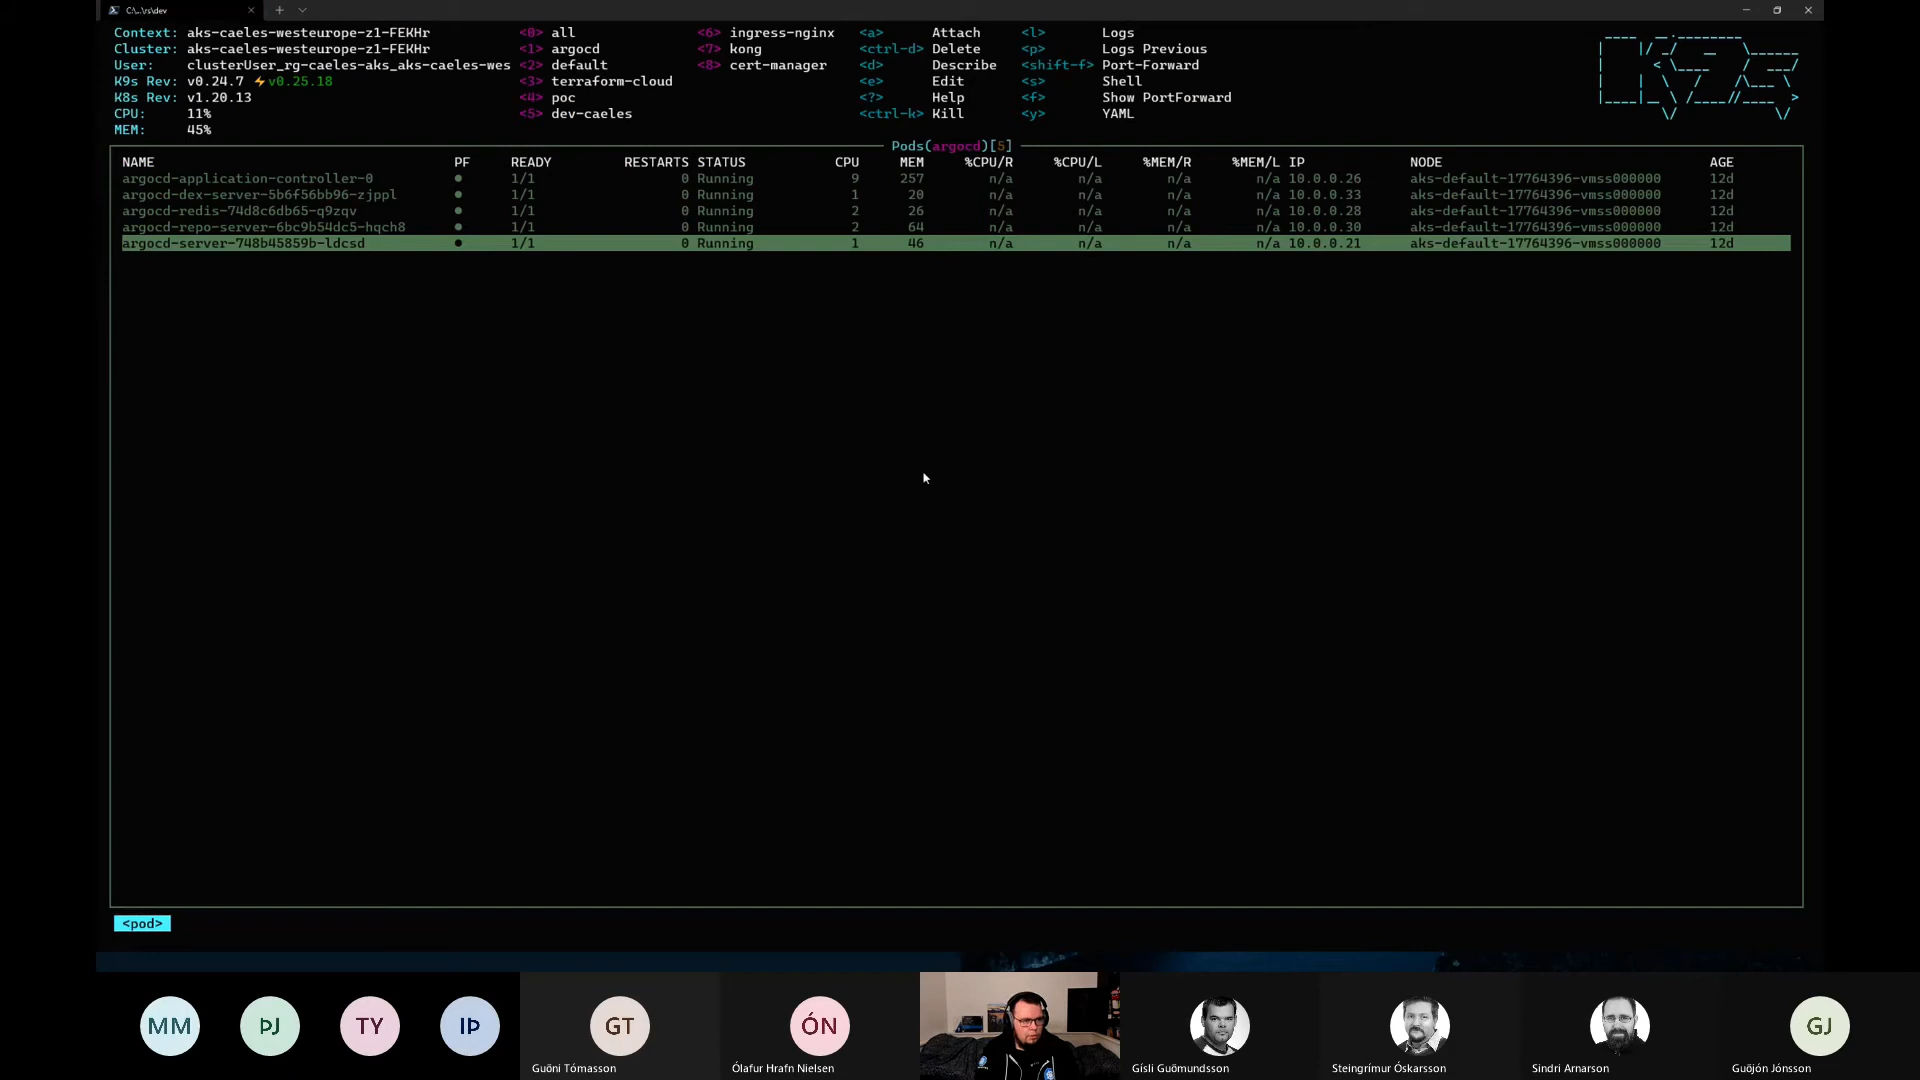 C:\...\rs\dev
Context: aks-caeles-westeurope-z1-FEKHr <0> all <6> ingress-nginx <a> Attach <l> Logs
Cluster: aks-caeles-westeurope-z1-FEKHr <1> argocd <7> kong <ctrl-d> Delete <p> Logs Previous
User: clusterUser_rg-caeles-aks_aks-caeles-wes <2> default <8> cert-manager <d> Describe <shift-f> Port-Forward
K9s Rev: v0.24.7 ⚡v0.25.18 <3> terraform-cloud <e> Edit <s> Shell
K8s Rev: v1.20.13 <4> poc <?> Help <f> Show PortForward
CPU: 11% <5> dev-caeles <ctrl-k> Kill <y> YAML
MEM: 45%
Pods(argocd)[5]
NAME PF READY RESTARTS STATUS CPU MEM %CPU/R %CPU/L %MEM/R %MEM/L IP NODE AGE
argocd-application-controller-0 ● 1/1 0 Running 9 257 n/a n/a n/a n/a 10.0.0.26 aks-default-17764396-vmss000000 12d
argocd-dex-server-5b6f56bb96-zjppl ● 1/1 0 Running 1 20 n/a n/a n/a n/a 10.0.0.33 aks-default-17764396-vmss000000 12d
argocd-redis-74d8c6db65-q9zqv ● 1/1 0 Running 2 26 n/a n/a n/a n/a 10.0.0.28 aks-default-17764396-vmss000000 12d
argocd-repo-server-6bc9b54dc5-hqch8 ● 1/1 0 Running 2 64 n/a n/a n/a n/a 10.0.0.30 aks-default-17764396-vmss000000 12d
argocd-server-748b45859b-ldcsd ● 1/1 0 Running 1 46 n/a n/a n/a n/a 10.0.0.21 aks-default-17764396-vmss000000 12d
<pod>
MM ÞJ TY IÞ GT ÓN GJ
Guðni Tómasson Ólafur Hrafn Nielsen Gísli Guðmundsson Steingrímur Óskarsson Sindri Arnarson Guðjón Jónsson